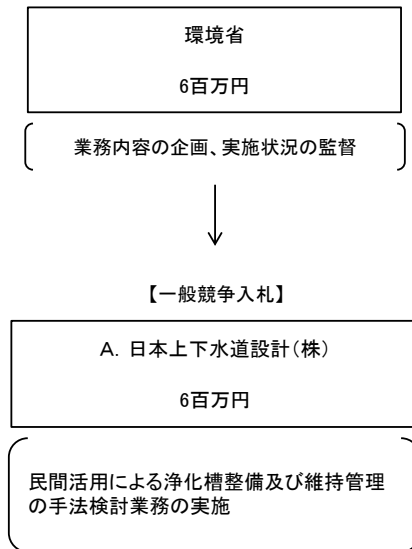 環境省
6百万円
業務内容の企画、実施状況の監督
【一般競争入札】
A. 日本上下水道設計(株)
6百万円
民間活用による浄化槽整備及び維持管理
の手法検討業務の実施